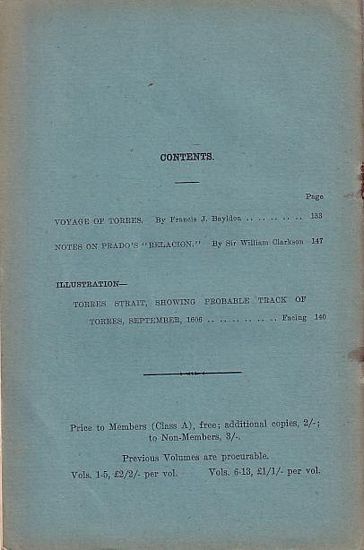 CONTENTS.
Page
VOYAGE OF TORRES. By Francis J. Bayldon .. .. .. .. 133
NOTES ON PRADO'S "RELACION." By Sir William Clarkson 147
ILLUSTRATION—
TORRES STRAIT, SHOWING PROBABLE TRACK OF
TORRES, SEPTEMBER, 1606 .. .. .. .. .. Facing 140
Price to Members (Class A), free; additional copies, 2/-;
to Non-Members, 3/-.
Previous Volumes are procurable.
Vols. 1-5, £2/2/- per vol. Vols. 6-13, £1/1/- per vol.